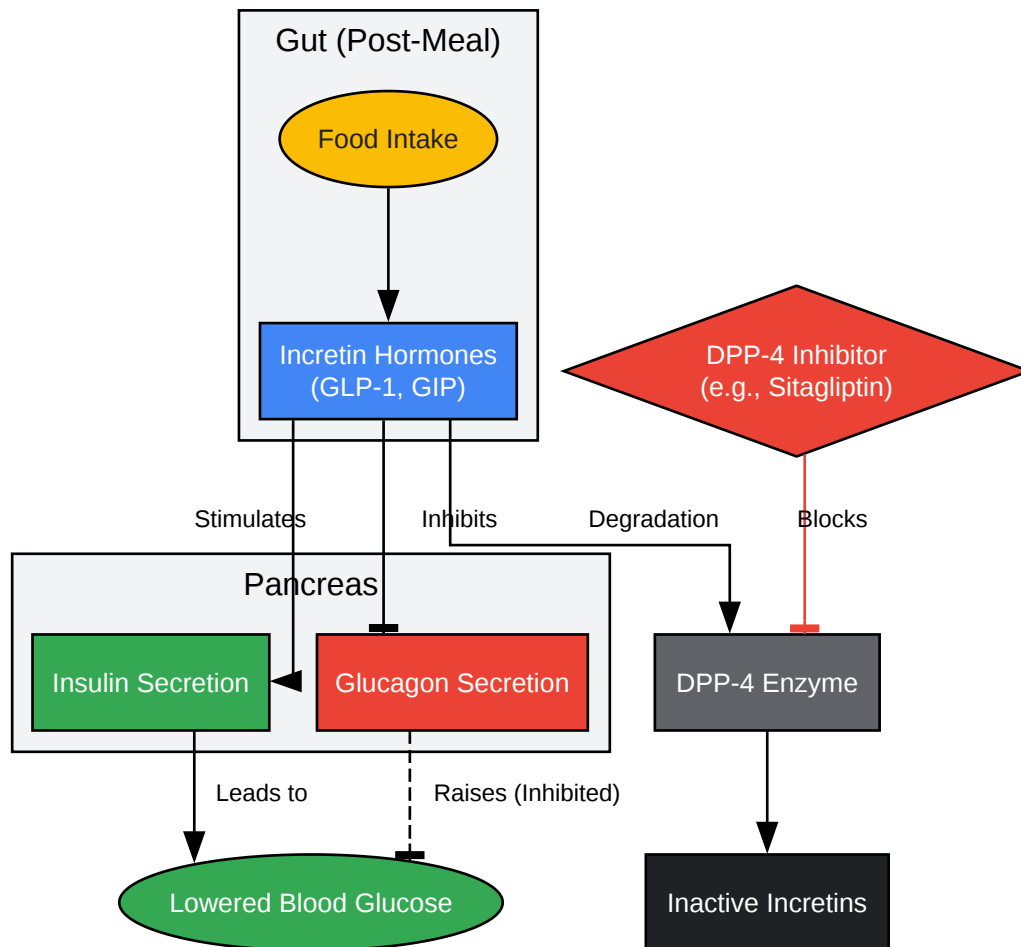 Gut (Post-Meal)
Food Intake
Incretin Hormones
(GLP-1, GIP)
DPP-4 Inhibitor
(e.g., Sitagliptin)
Stimulates
Inhibits
Degradation
Blocks
Pancreas
Insulin Secretion
Glucagon Secretion
DPP-4 Enzyme
Leads to
Raises (Inhibited)
Lowered Blood Glucose
Inactive Incretins